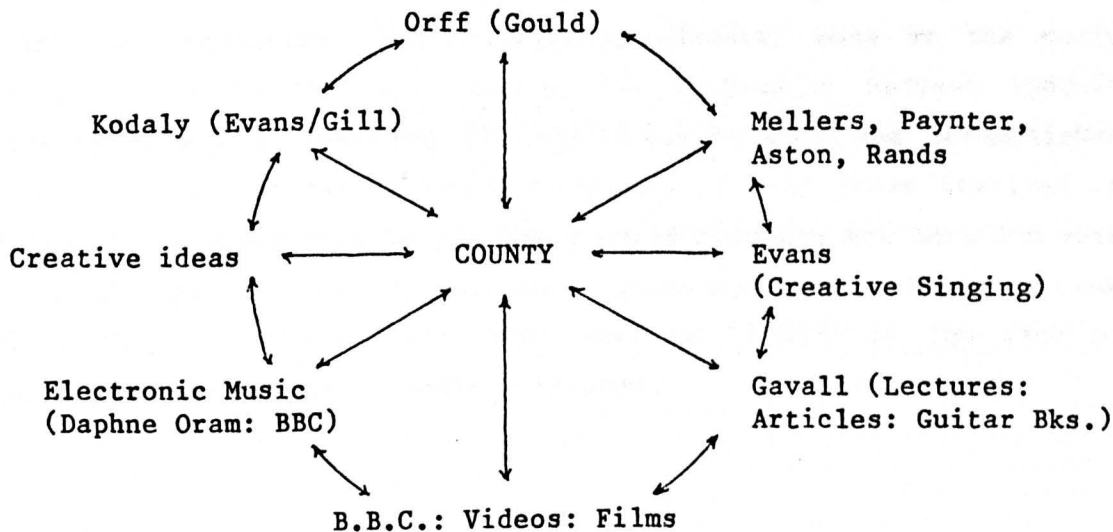 Orff (Gould)
Kodaly (Evans/Gill)
Mellers, Paynter,
Aston, Rands
Creative ideas
COUNTY
Evans
(Creative Singing)
Electronic Music
(Daphne Oram: BBC)
Gavall (Lectures:
Articles: Guitar Bks.)
B.B.C.: Videos: Films